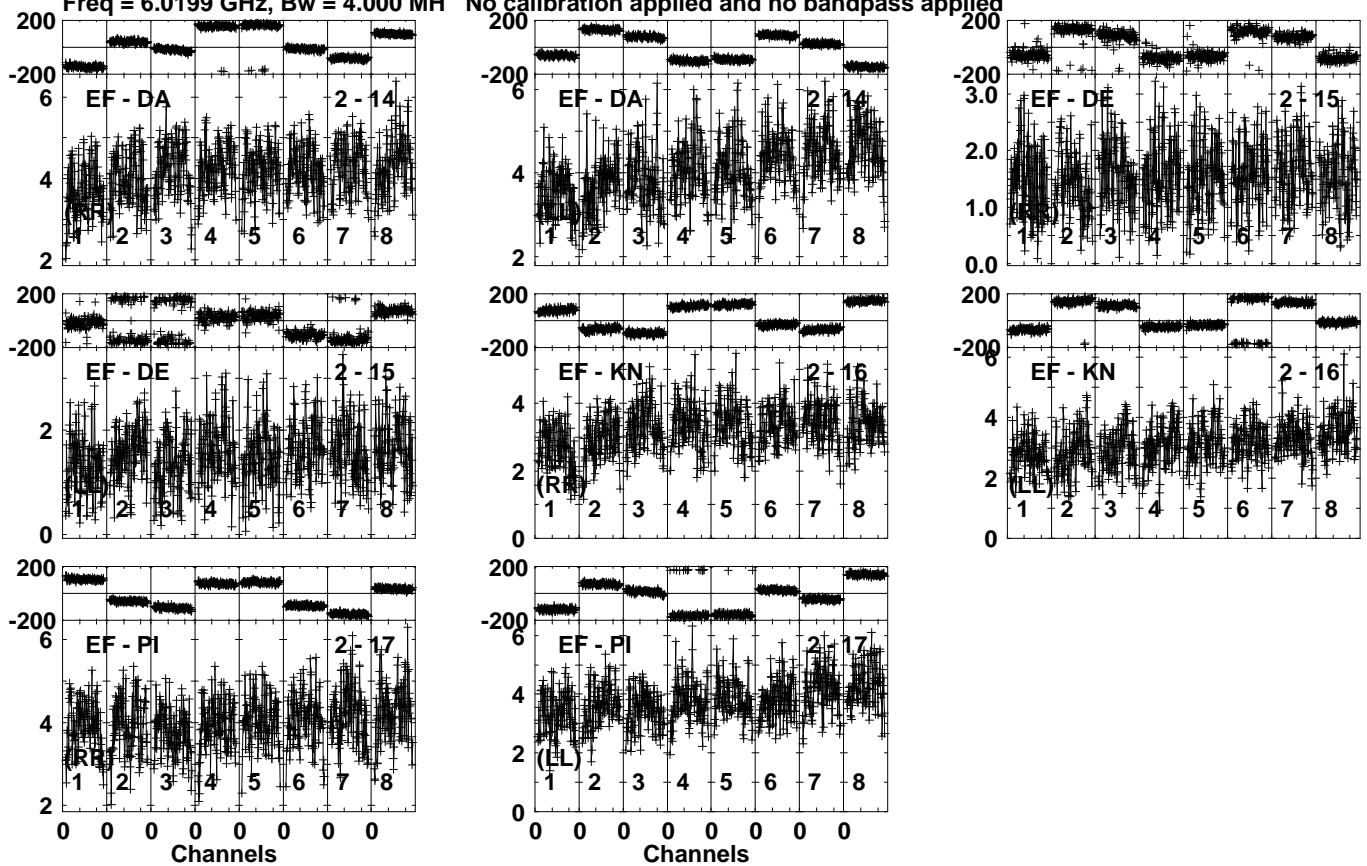 Freq = 6.0199 GHz, Bw = 4.000 MH No calibration applied and no bandpass applied
200
-200
6
4
2
EF - DA 2 - 14
(RR)
1 2 3 4 5 6 7 8
200
-200
6
4
2
EF - DA 2 - 14
(LL)
1 2 3 4 5 6 7 8
200
-200
3.0
2.0
1.0
0.0
EF - DE 2 - 15
(RR)
1 2 3 4 5 6 7 8
200
-200
2
0
EF - DE 2 - 15
(LL)
1 2 3 4 5 6 7 8
200
-200
4
2
0
EF - KN 2 - 16
(RR)
1 2 3 4 5 6 7 8
200
-200
6
4
2
0
EF - KN 2 - 16
(LL)
1 2 3 4 5 6 7 8
200
-200
6
4
2
EF - PI 2 - 17
(RR)
1 2 3 4 5 6 7 8
0 0 0 0 0 0 0 0
Channels
200
-200
6
4
2
0
EF - PI 2 - 17
(LL)
1 2 3 4 5 6 7 8
0 0 0 0 0 0 0 0
Channels